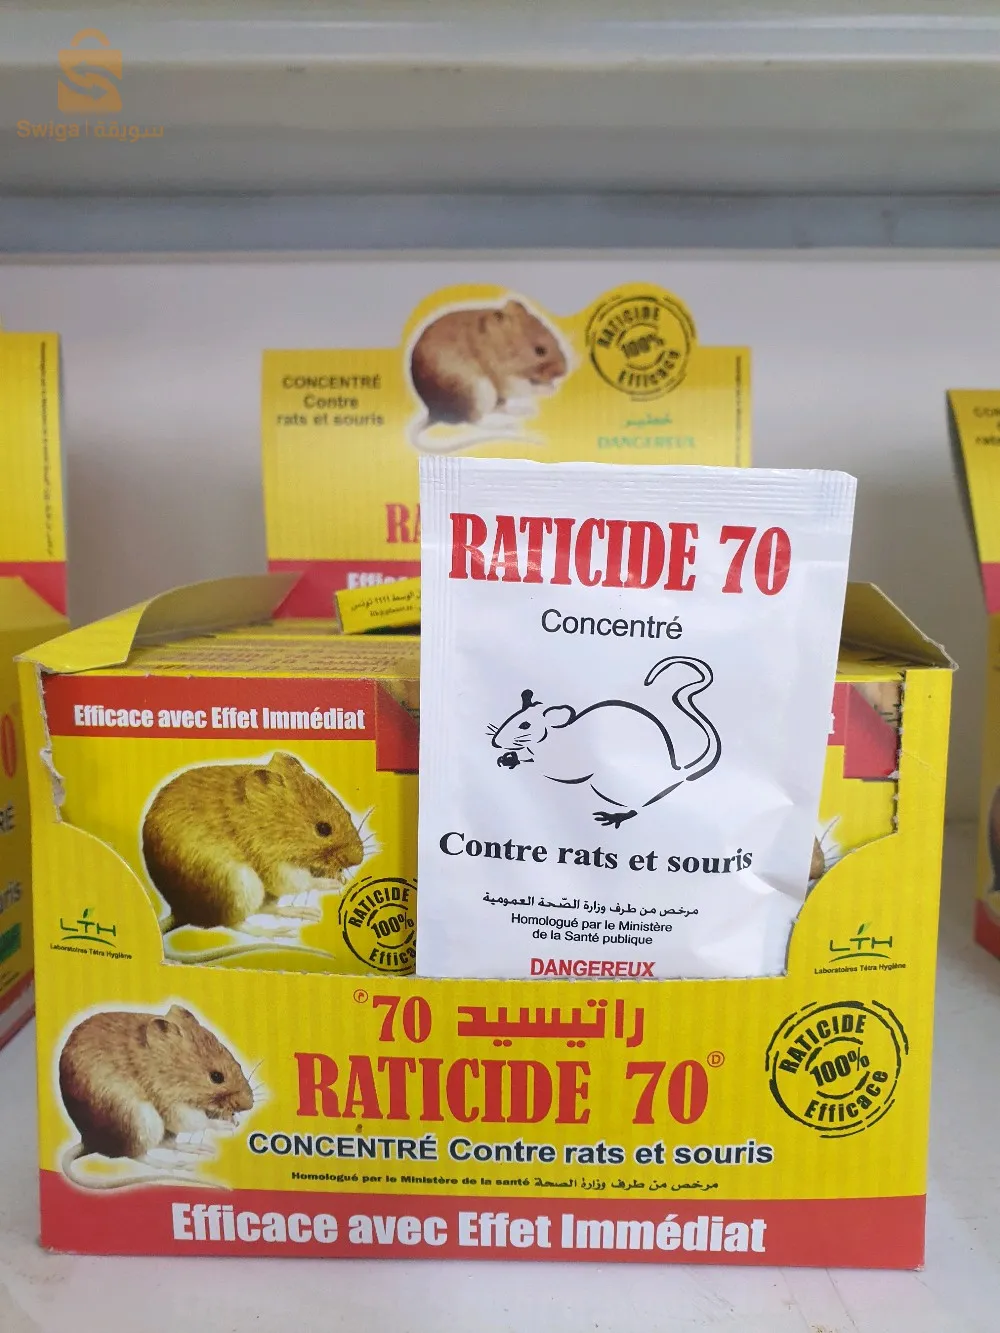 Swiga | سويقة
CONCENTRÉ
Contre
rats et souris
RATICIDE
100%
Efficace
خطير
DANGEREUX
RATICIDE 70
Concentré
Contre rats et souris
مرخص من طرف وزارة الصّحة العمومية
Homologué par le Ministère
de la Santé publique
DANGEREUX
Efficace avec Effet Immédiat
RATICIDE
100%
LTH
Laboratoires Tétra Hygiène
LTH
Laboratoires Tétra Hygiène
راتيسيد 70
RATICIDE 70
CONCENTRÉ Contre rats et souris
Homologué par le Ministère de la santé مرخص من طرف وزارة الصحة
RATICIDE
100%
Efficace
Efficace avec Effet Immédiat